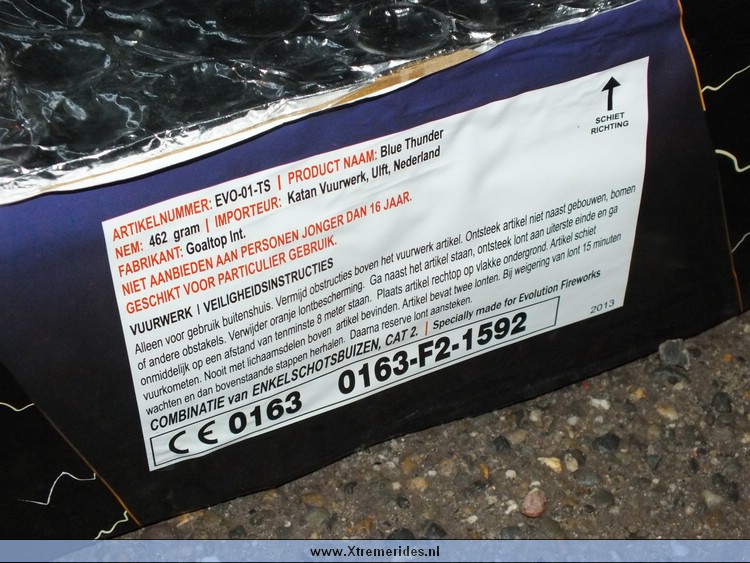 SCHIET
RICHTING
ARTIKELNUMMER: EVO-01-TS | PRODUCT NAAM: Blue Thunder
NEM: 462 gram | IMPORTEUR: Katan Vuurwerk, Ulft, Nederland
FABRIKANT: Goaltop Int.
NIET AANBIEDEN AAN PERSONEN JONGER DAN 16 JAAR.
GESCHIKT VOOR PARTICULIER GEBRUIK.
VUURWERK / VEILIGHEIDSINSTRUCTIES
Alleen voor gebruik buitenshuis. Vermijd obstructies boven het vuurwerk artikel. Ontsteek artikel niet naast gebouwen, bomen
of andere obstakels. Verwijder oranje lontbescherming. Ga naast het artikel staan, ontsteek lont aan uiterste einde en ga
onmiddelijk op een afstand van tenminste 8 meter staan. Plaats artikel rechtop op vlakke ondergrond. Artikel schiet
vuurkometen. Nooit met lichaamsdelen boven artikel bevinden. Artikel bevat twee lonten. Bij weigering van lont 15 minuten
wachten en dan bovenstaande stappen herhalen. Daarna reserve lont aansteken.
COMBINATIE van ENKELSCHOTSBUIZEN, CAT 2. | Specially made for Evolution Fireworks
CE 0163 0163-F2-1592
2013
www.Xtremerides.nl